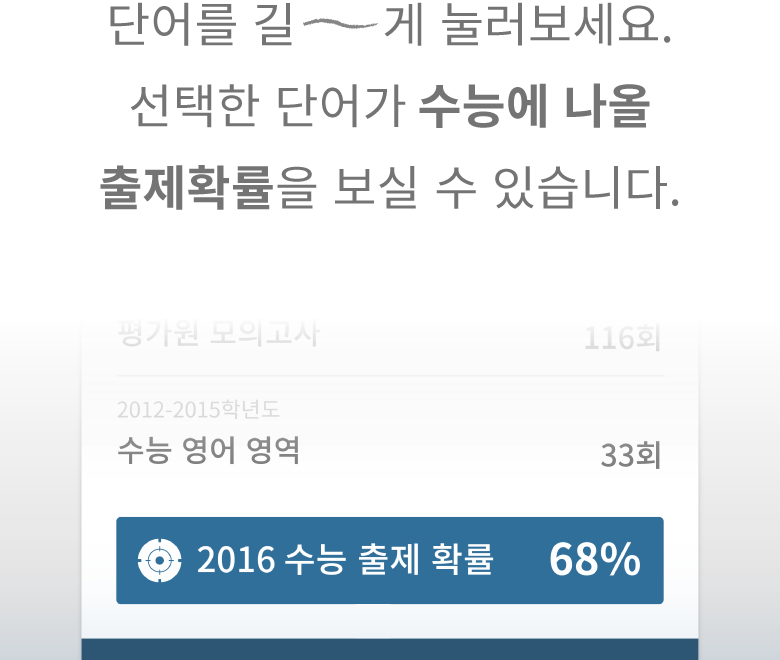 단어를 길~게 눌러보세요.
선택한 단어가 수능에 나올
출제확률을 보실 수 있습니다.
평가원 모의고사 116회
2012-2015학년도
수능 영어 영역 33회
2016 수능 출제 확률 68%